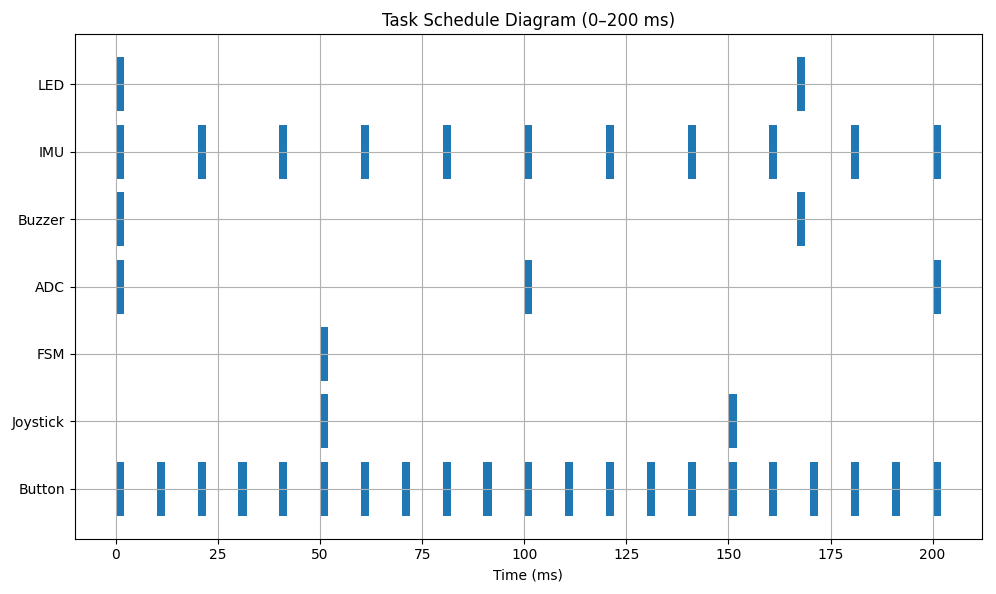 Task Schedule Diagram (0–200 ms)
LED
IMU
Buzzer
ADC
FSM
Joystick
Button
0 25 50 75 100 125 150 175 200
Time (ms)